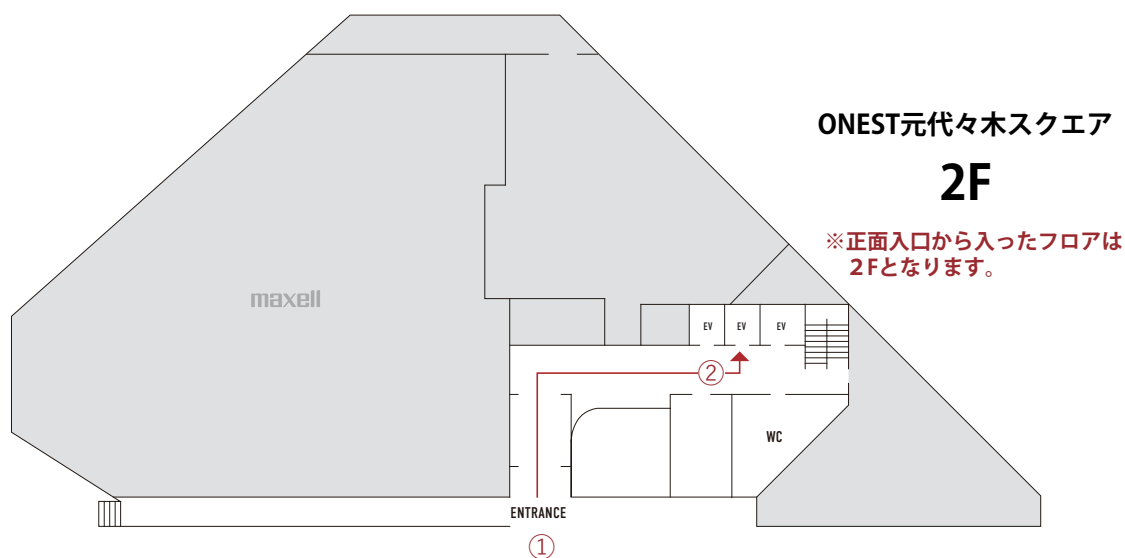 ONEST元代々木スクエア
2F
※正面入口から入ったフロアは
２Fとなります。
maxell
EV
EV
EV
②
WC
ENTRANCE
①